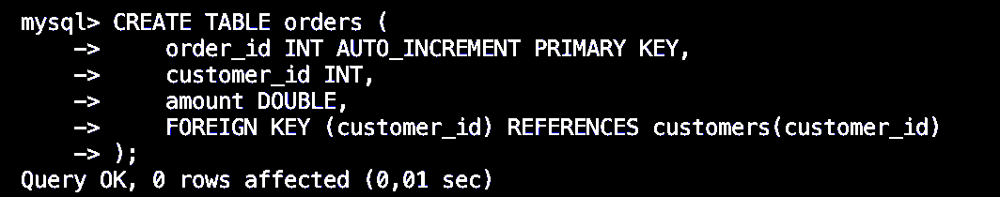 mysql> CREATE TABLE orders (
    ->     order_id INT AUTO_INCREMENT PRIMARY KEY,
    ->     customer_id INT,
    ->     amount DOUBLE,
    ->     FOREIGN KEY (customer_id) REFERENCES customers(customer_id)
    -> );
Query OK, 0 rows affected (0,01 sec)